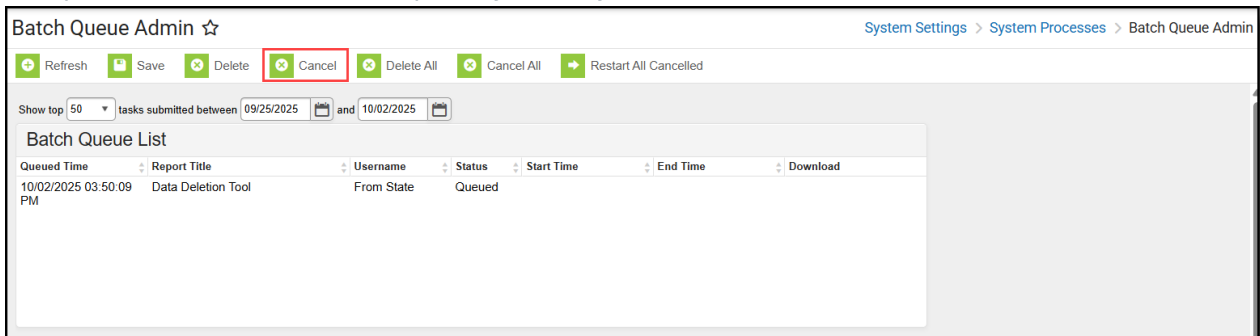 Batch Queue Admin ☆ System Settings > System Processes > Batch Queue Admin
Refresh Save Delete Cancel Delete All Cancel All Restart All Cancelled
Show top 50 tasks submitted between 09/25/2025 and 10/02/2025
Batch Queue List
Queued Time Report Title Username Status Start Time End Time Download
10/02/2025 03:50:09 Data Deletion Tool From State Queued
PM